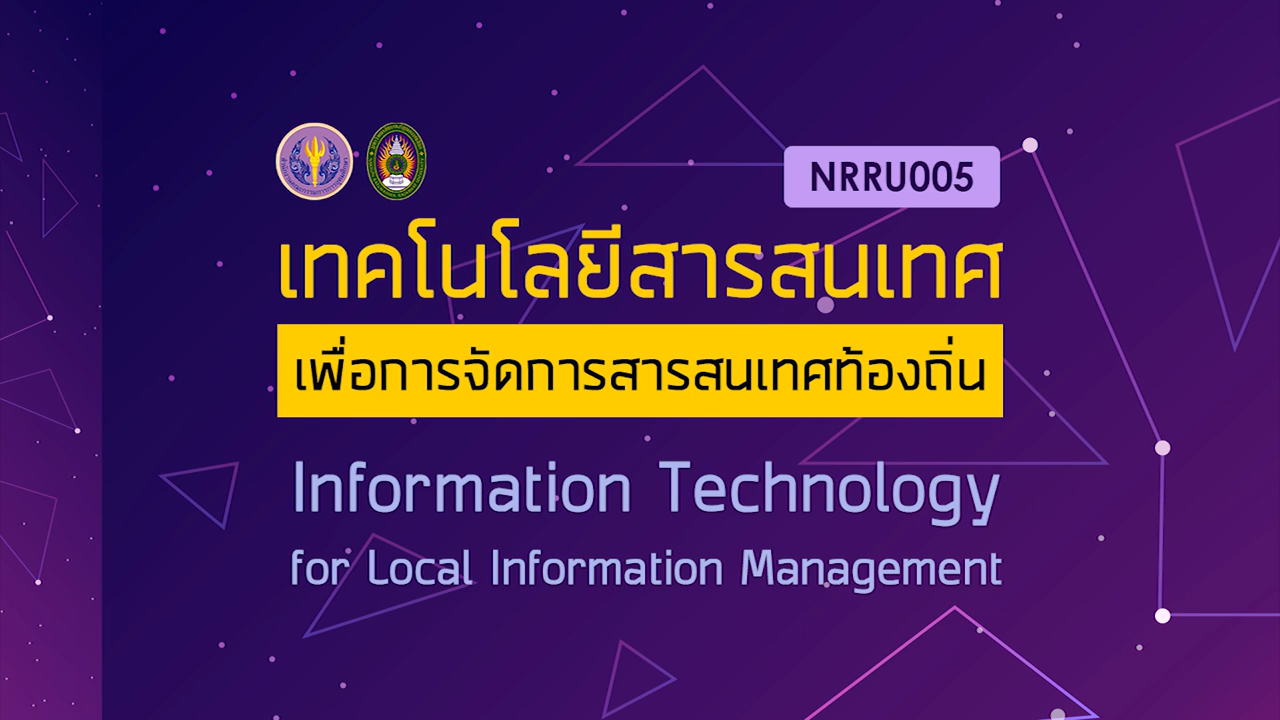 NRRU005
เทคโนโลยีสารสนเทศ
เพื่อการจัดการสารสนเทศท้องถิ่น
Information Technology
for Local Information Management